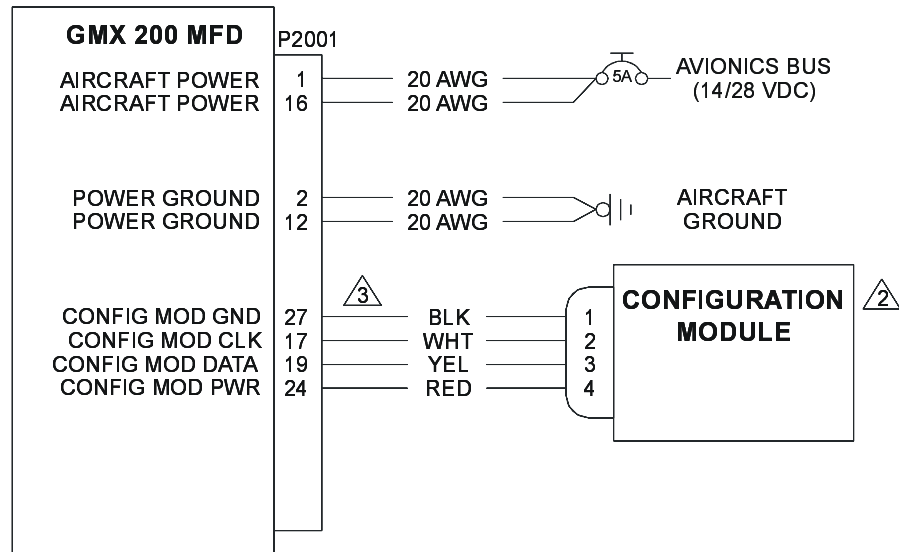 GMX 200 MFD P2001
AIRCRAFT POWER 1 20 AWG 5A AVIONICS BUS
AIRCRAFT POWER 16 20 AWG (14/28 VDC)
POWER GROUND 2 20 AWG AIRCRAFT
POWER GROUND 12 20 AWG GROUND
3 CONFIGURATION 2
MODULE
CONFIG MOD GND 27 BLK 1
CONFIG MOD CLK 17 WHT 2
CONFIG MOD DATA 19 YEL 3
CONFIG MOD PWR 24 RED 4